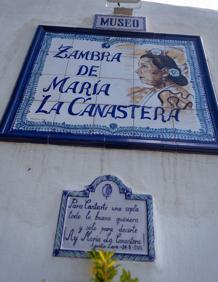 MUSEO
ZAMBRA
DE
MARÍA
LA CANASTERA
Para Cantarte una copla
todo lo bueno quisiera
y solo para decirte
¡Ay María La Canastera!